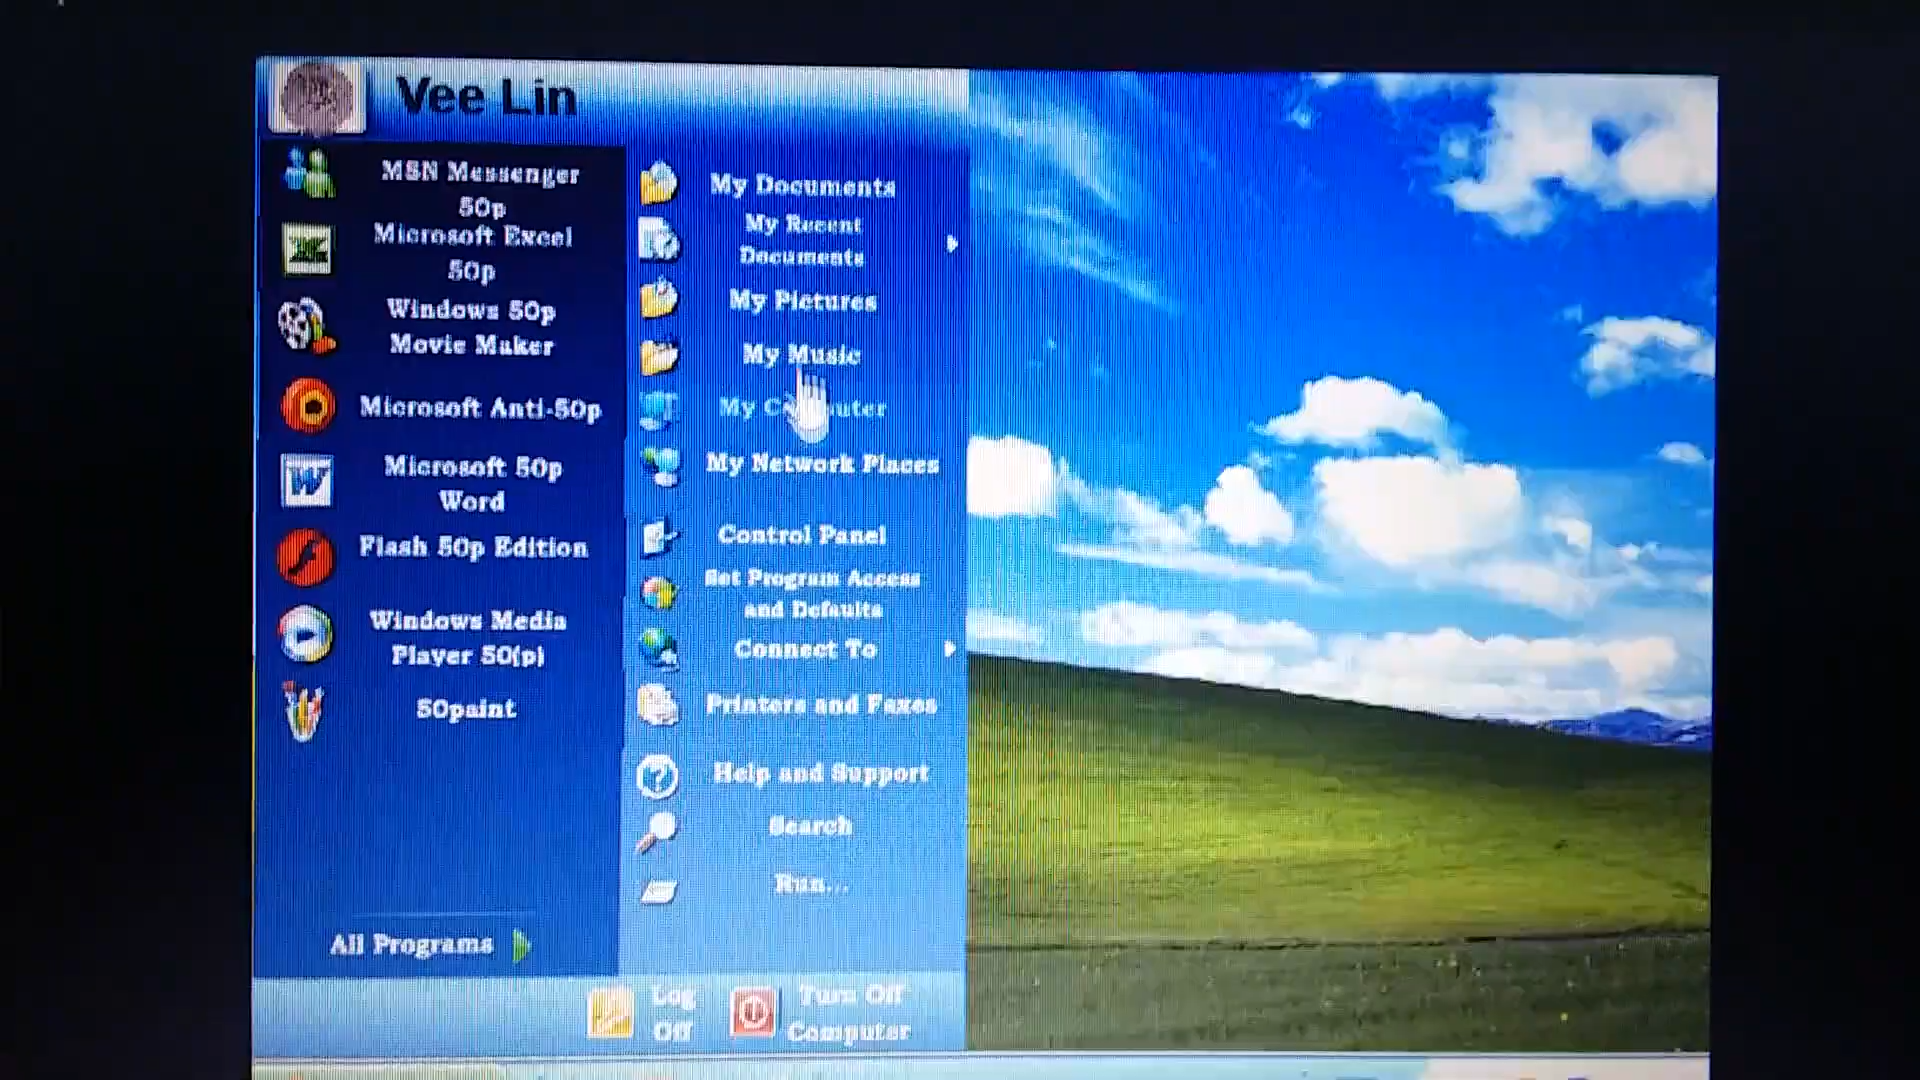 Vee Lin
MSN Messenger
50p
Microsoft Excel
50p
Windows 50p
Movie Maker
Microsoft Anti-50p
Microsoft 50p
Word
Flash 50p Edition
Windows Media
Player 50(p)
50paint
All Programs
My Documents
My Recent
Documents
My Pictures
My Music
My Computer
My Network Places
Control Panel
Set Program Access
and Defaults
Connect To
Printers and Faxes
Help and Support
Search
Run...
Log
Off
Turn Off
Computer